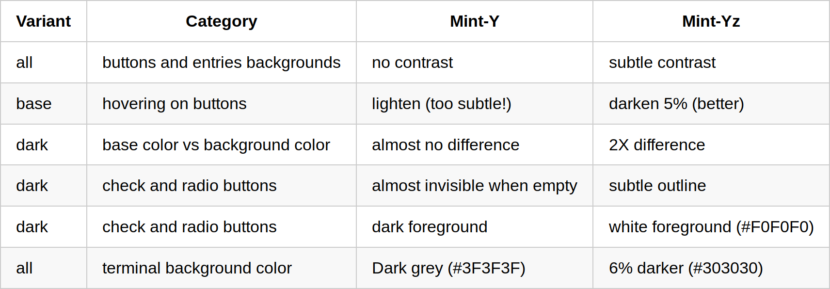 Variant Category Mint-Y Mint-Yz
all buttons and entries backgrounds no contrast subtle contrast
base hovering on buttons lighten (too subtle!) darken 5% (better)
dark base color vs background color almost no difference 2X difference
dark check and radio buttons almost invisible when empty subtle outline
dark check and radio buttons dark foreground white foreground (#F0F0F0)
all terminal background color Dark grey (#3F3F3F) 6% darker (#303030)